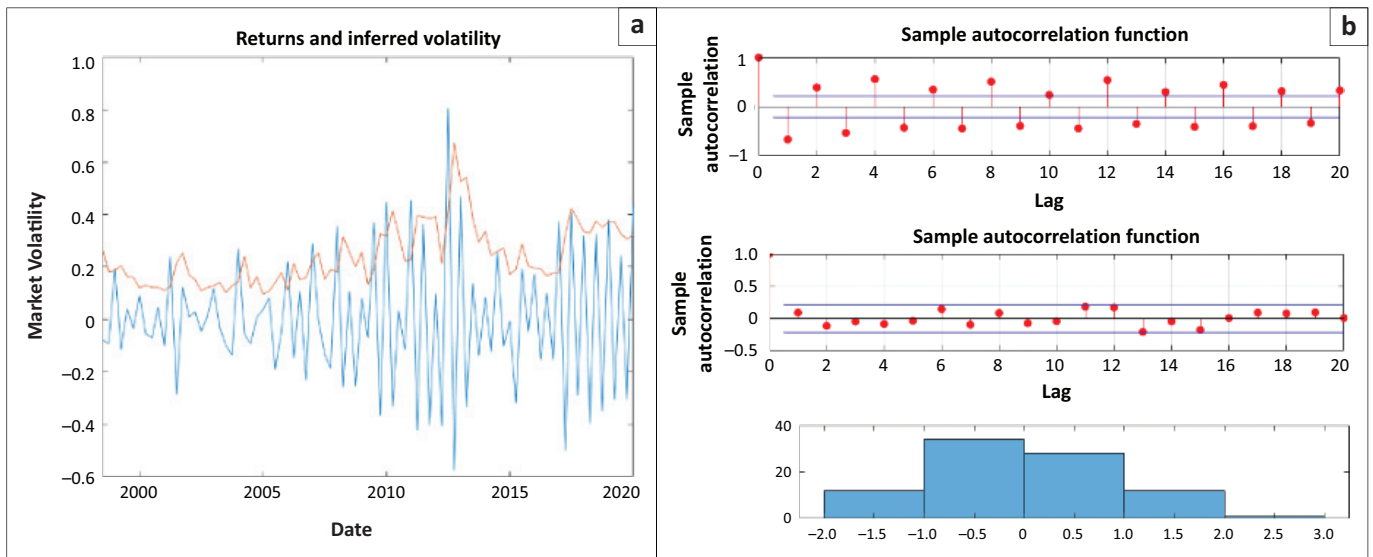 a
Returns and inferred volatility
1.0
0.8
0.6
0.4
0.2
0
–0.2
–0.4
–0.6
Market Volatility
2000 2005 2010 2015 2020
Date
b
Sample autocorrelation function
1
0
–1
Sample
autocorrelation
0 2 4 6 8 10 12 14 16 18 20
Lag
Sample autocorrelation function
1.0
0.5
0
–0.5
Sample
autocorrelation
0 2 4 6 8 10 12 14 16 18 20
Lag
40
20
0
–2.0 –1.5 –1.0 –0.5 0 0.5 1.0 1.5 2.0 2.5 3.0